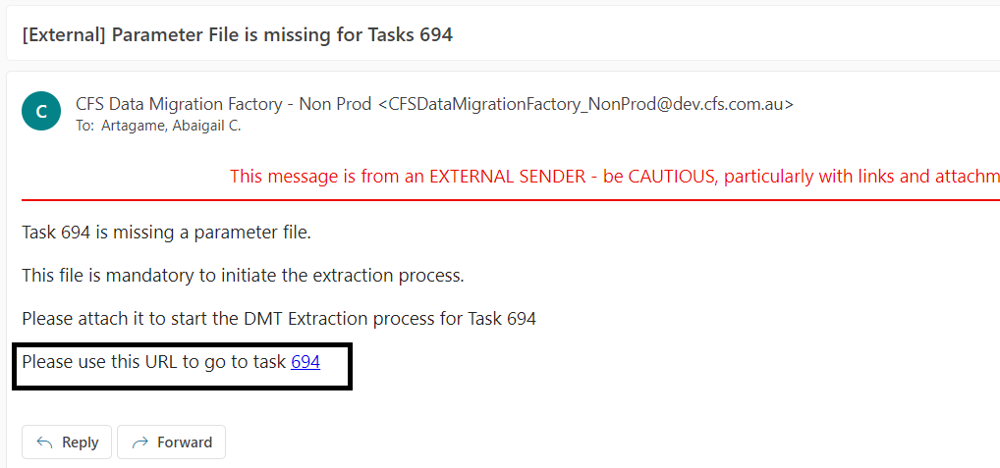 [External] Parameter File is missing for Tasks 694
C
CFS Data Migration Factory - Non Prod <CFSDataMigrationFactory_NonProd@dev.cfs.com.au>
To: Artagame, Abaigail C.
This message is from an EXTERNAL SENDER - be CAUTIOUS, particularly with links and attachm
Task 694 is missing a parameter file.
This file is mandatory to initiate the extraction process.
Please attach it to start the DMT Extraction process for Task 694
Please use this URL to go to task 694
Reply
Forward